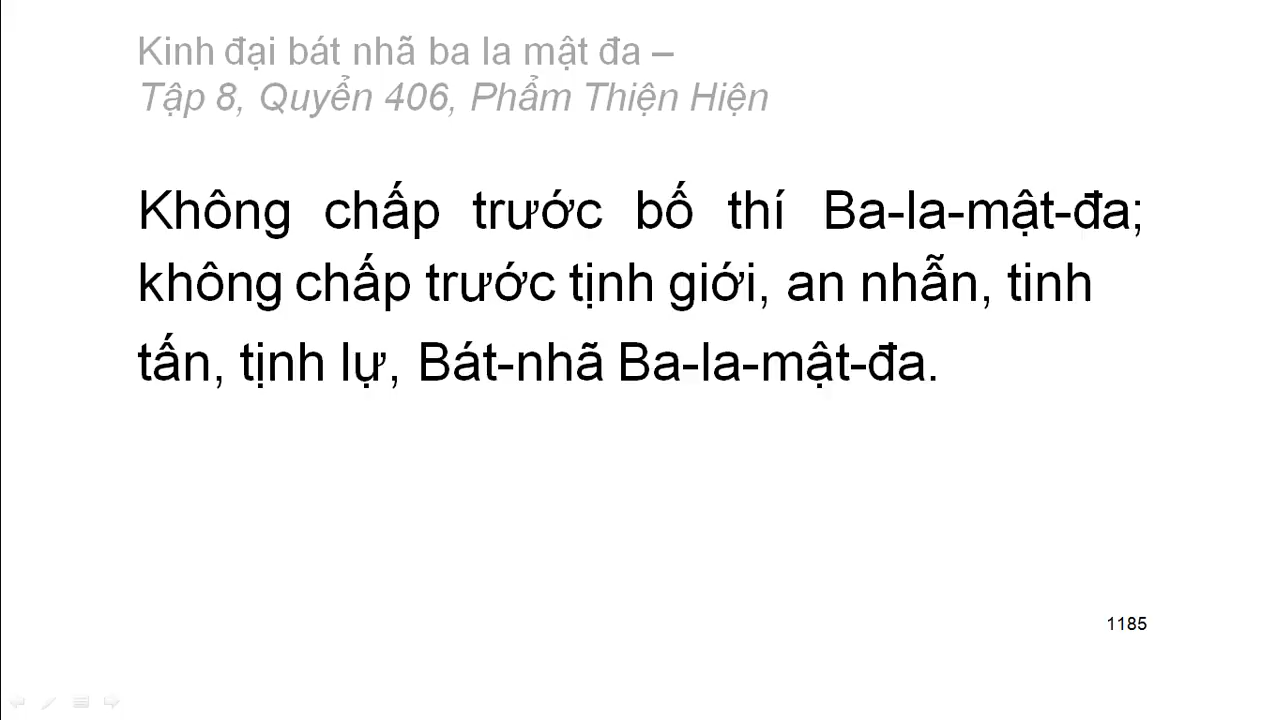 Kinh đại bát nhã ba la mật đa –
Tập 8, Quyển 406, Phẩm Thiện Hiện
Không chấp trước bố thí Ba-la-mật-đa;
không chấp trước tịnh giới, an nhẫn, tinh
tấn, tịnh lự, Bát-nhã Ba-la-mật-đa.
1185